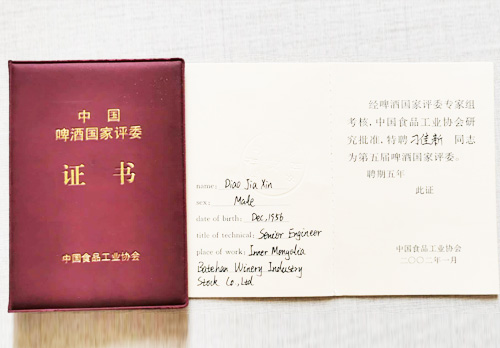 中国
啤酒国家评委
证书
中国食品工业协会
name: Diao Jia Xin
sex: Male
date of birth: Dec, 1956
title of technical: Senior Engineer
place of work: Inner Mongolia
Batehan Winery Industry
Stock Co., Ltd
经啤酒国家评委专家组
考核，中国食品工业协会研
究批准，特聘 刁佳新 同志
为第五届啤酒国家评委。
聘期五年
此证
中国食品工业协会
二〇〇二年一月